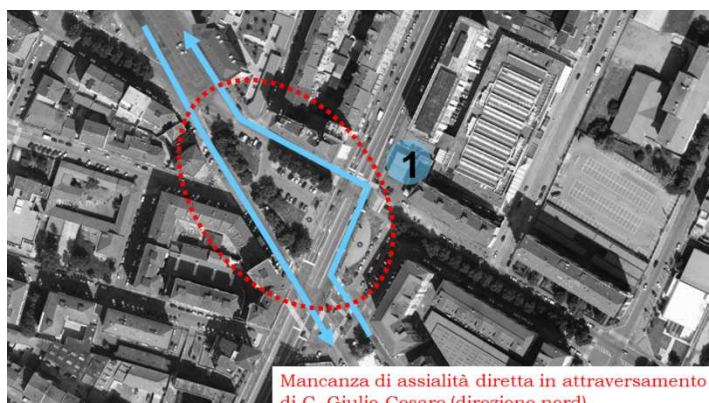 1
Mancanza di assialità diretta in attraversamento
di C. Giulio Cesare (direzione nord)